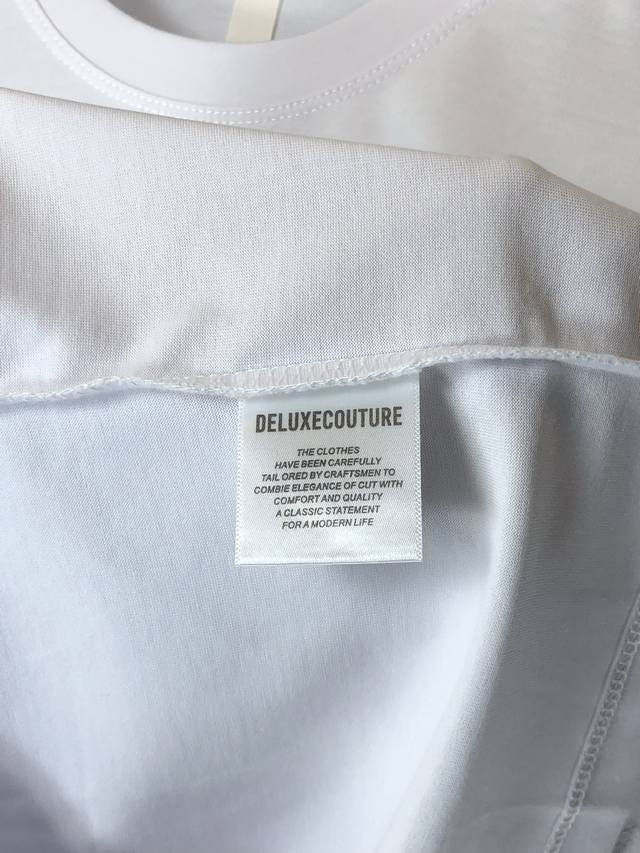 DELUXECOUTURE
THE CLOTHES
HAVE BEEN CAREFULLY
TAIL ORED BY CRAFTSMEN TO
COMBIE ELEGANCE OF CUT WITH
COMFORT AND QUALITY
A CLASSIC STATEMENT
FOR A MODERN LIFE